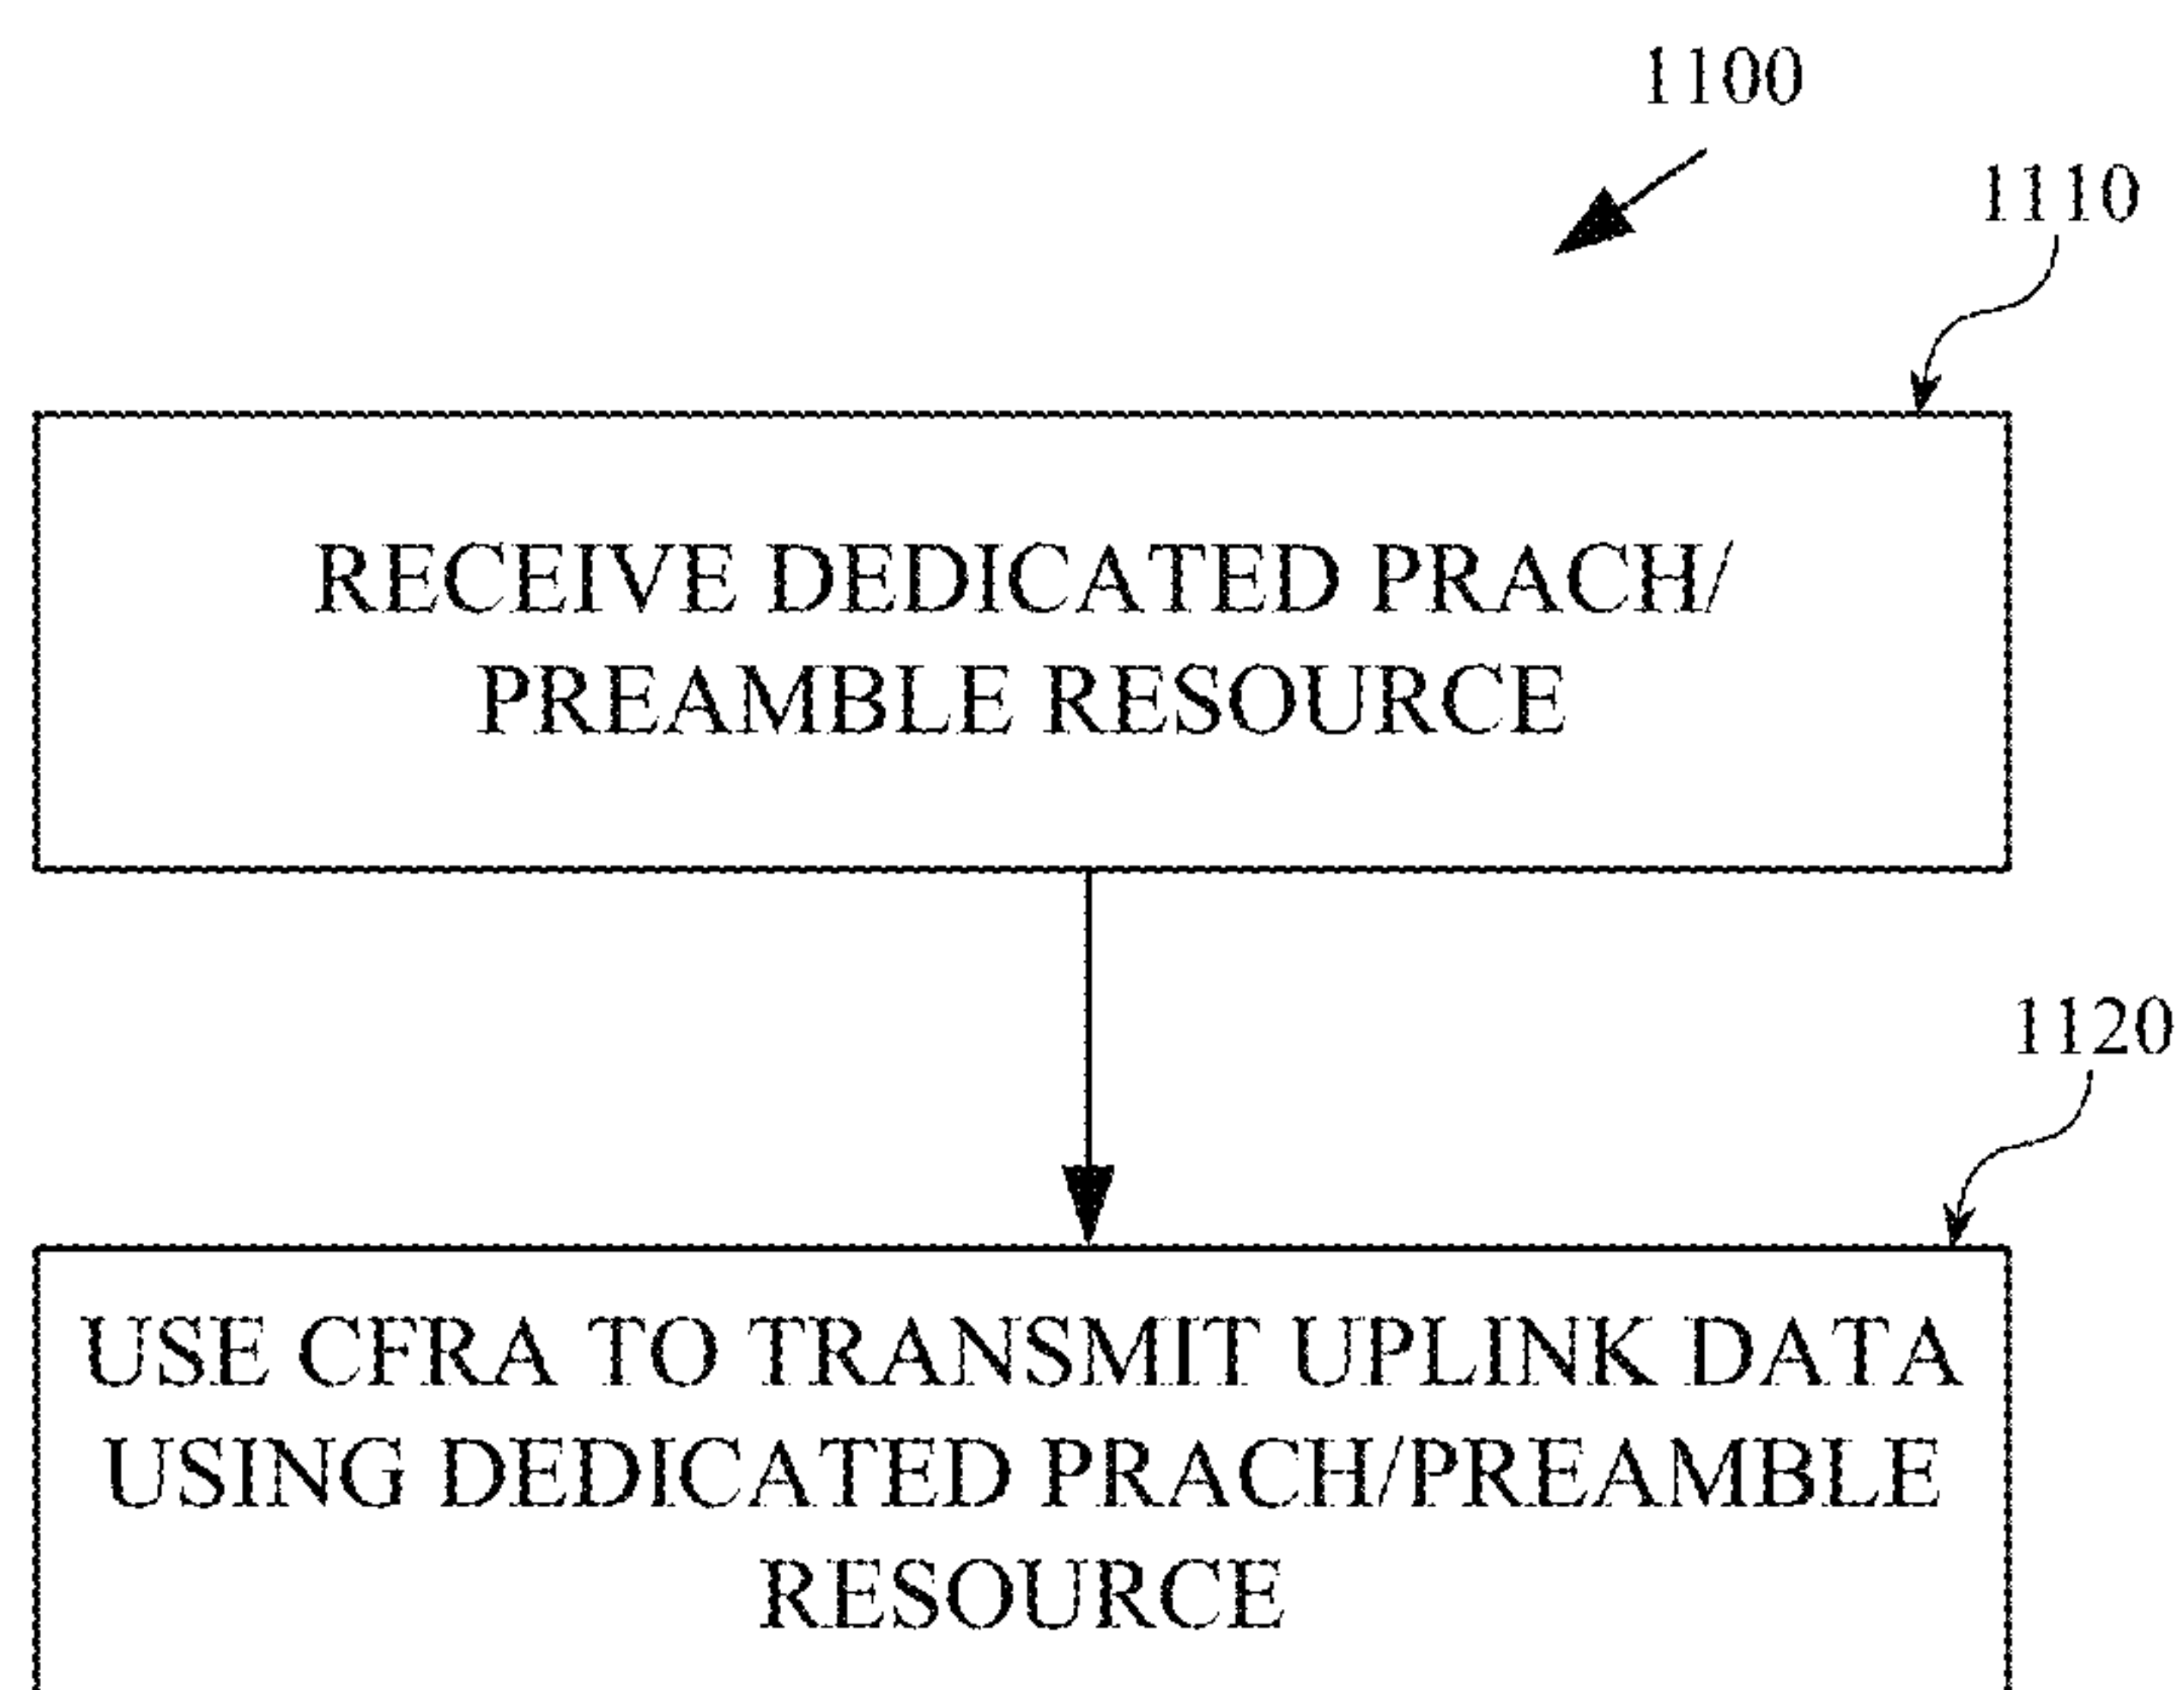 1100
1110
RECEIVE DEDICATED PRACH/
PREAMBLE RESOURCE
1120
USE CFRA TO TRANSMIT UPLINK DATA
USING DEDICATED PRACH/PREAMBLE
RESOURCE